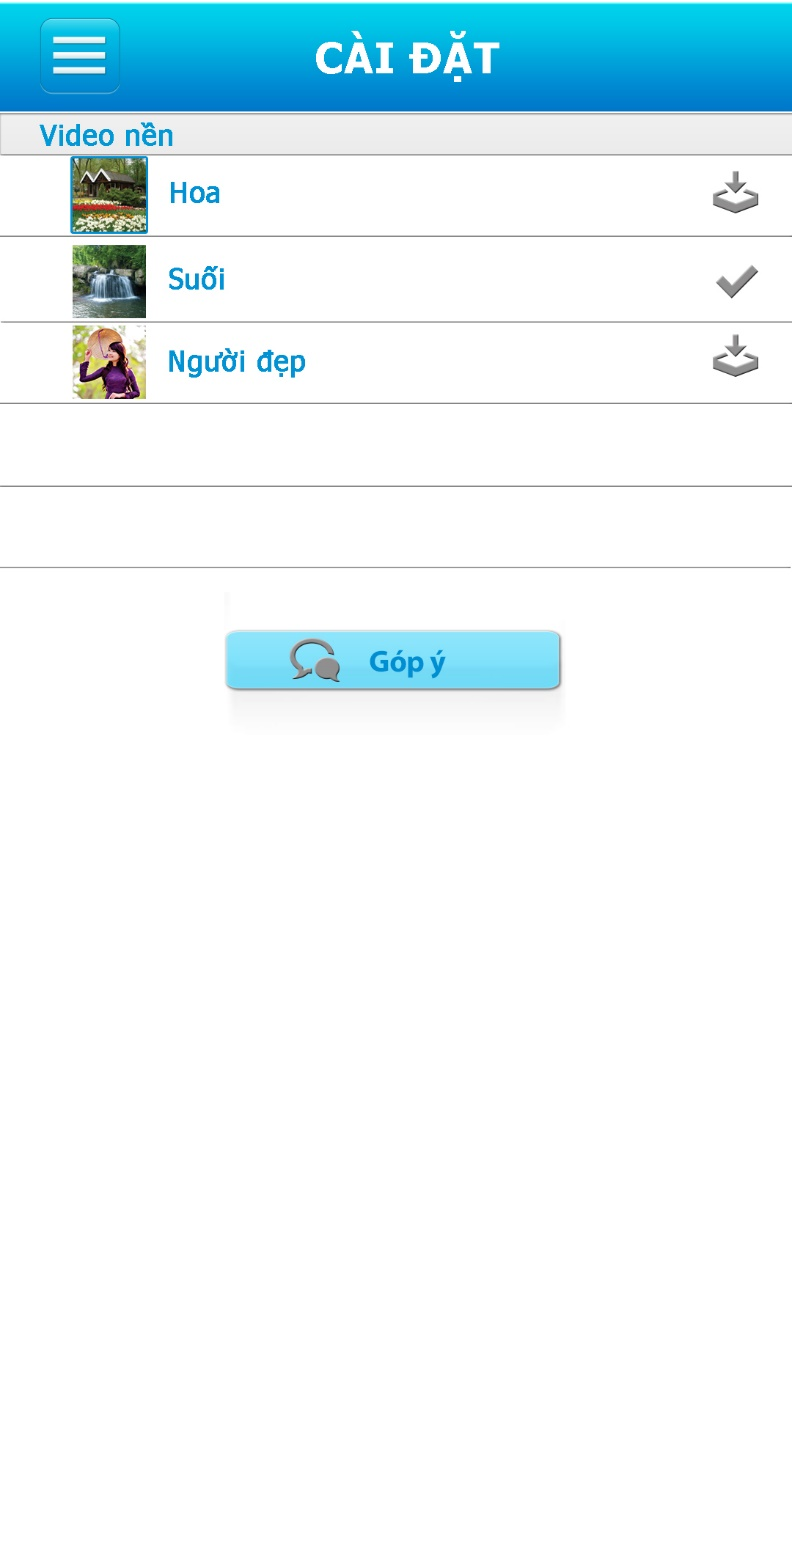 CÀI ĐẶT
Video nền
Hoa
Suối
Người đẹp
Góp ý